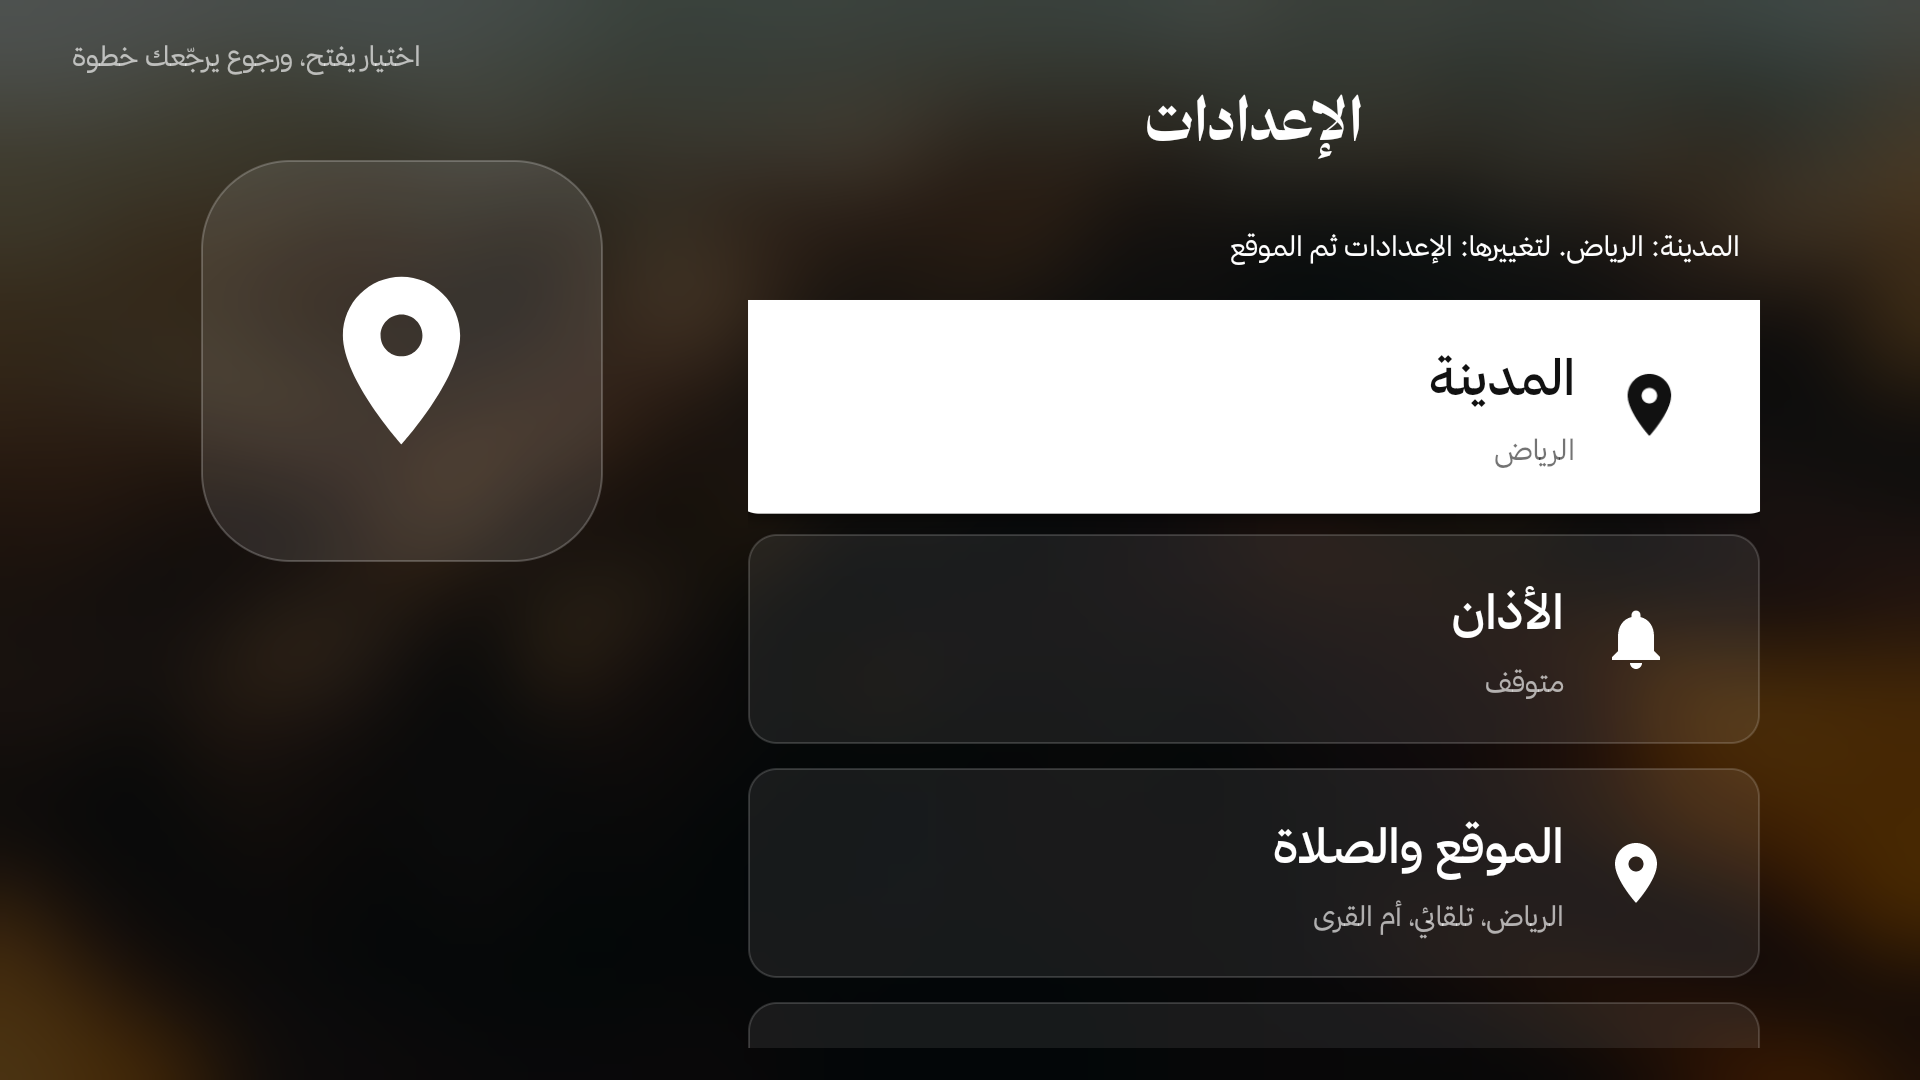 اختيار يفتح، ورجوع يرجّعك خطوة
الإعدادات
المدينة: الرياض. لتغييرها: الإعدادات ثم الموقع
المدينة
الرياض
الأذان
متوقف
الموقع والصلاة
الرياض، تلقائي، أم القرى